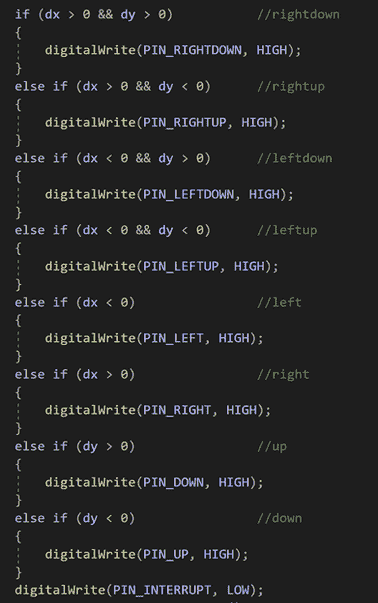 if (dx > 0 && dy > 0) //rightdown
{
digitalWrite(PIN_RIGHTDOWN, HIGH);
}
else if (dx > 0 && dy < 0) //rightup
{
digitalWrite(PIN_RIGHTUP, HIGH);
}
else if (dx < 0 && dy > 0) //leftdown
{
digitalWrite(PIN_LEFTDOWN, HIGH);
}
else if (dx < 0 && dy < 0) //leftup
{
digitalWrite(PIN_LEFTUP, HIGH);
}
else if (dx < 0) //left
{
digitalWrite(PIN_LEFT, HIGH);
}
else if (dx > 0) //right
{
digitalWrite(PIN_RIGHT, HIGH);
}
else if (dy > 0) //up
{
digitalWrite(PIN_DOWN, HIGH);
}
else if (dy < 0) //down
{
digitalWrite(PIN_UP, HIGH);
}
digitalWrite(PIN_INTERRUPT, LOW);